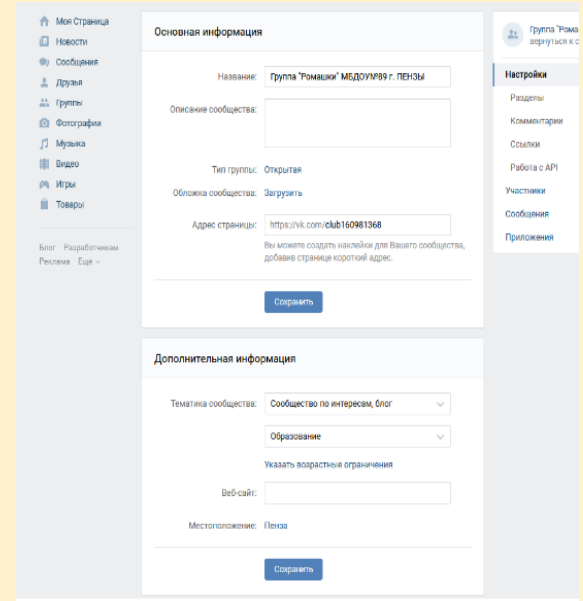 Моя Страница
Новости
Сообщения
Друзья
Группы
Фотографии
Музыка
Видео
Игры
Товары
Блог Разработчикам
Реклама Еще
Основная информация
Название: Группа "Ромашки" МБДОУ№89 г. ПЕНЗЫ
Описание сообщества:
Тип группы: Открытая
Обложка сообщества: Загрузить
Адрес страницы: https://vk.com/club160981368
Вы можете создать наклейки для Вашего сообщества,
добавив странице короткий адрес.
Сохранить
Дополнительная информация
Тематика сообщества: Сообщество по интересам, блог
Образование
Указать возрастные ограничения
Веб-сайт:
Местоположение: Пенза
Сохранить
Группа "Рома
вернуться к с
Настройки
Разделы
Комментарии
Ссылки
Работа с API
Участники
Сообщения
Приложения